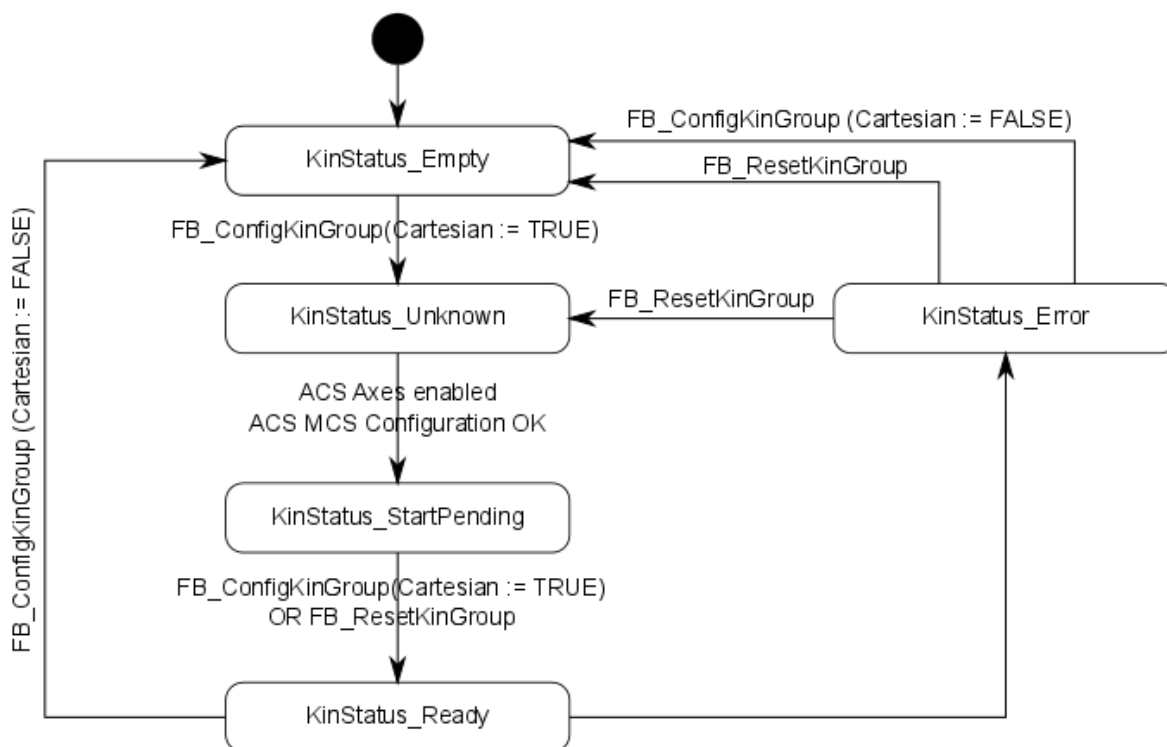 FB_ConfigKinGroup (Cartesian := FALSE)
KinStatus_Empty
FB_ResetKinGroup
FB_ConfigKinGroup(Cartesian := TRUE)
FB_ConfigKinGroup (Cartesian := FALSE)
KinStatus_Unknown
FB_ResetKinGroup
KinStatus_Error
ACS Axes enabled
ACS MCS Configuration OK
KinStatus_StartPending
FB_ConfigKinGroup(Cartesian := TRUE)
OR FB_ResetKinGroup
KinStatus_Ready